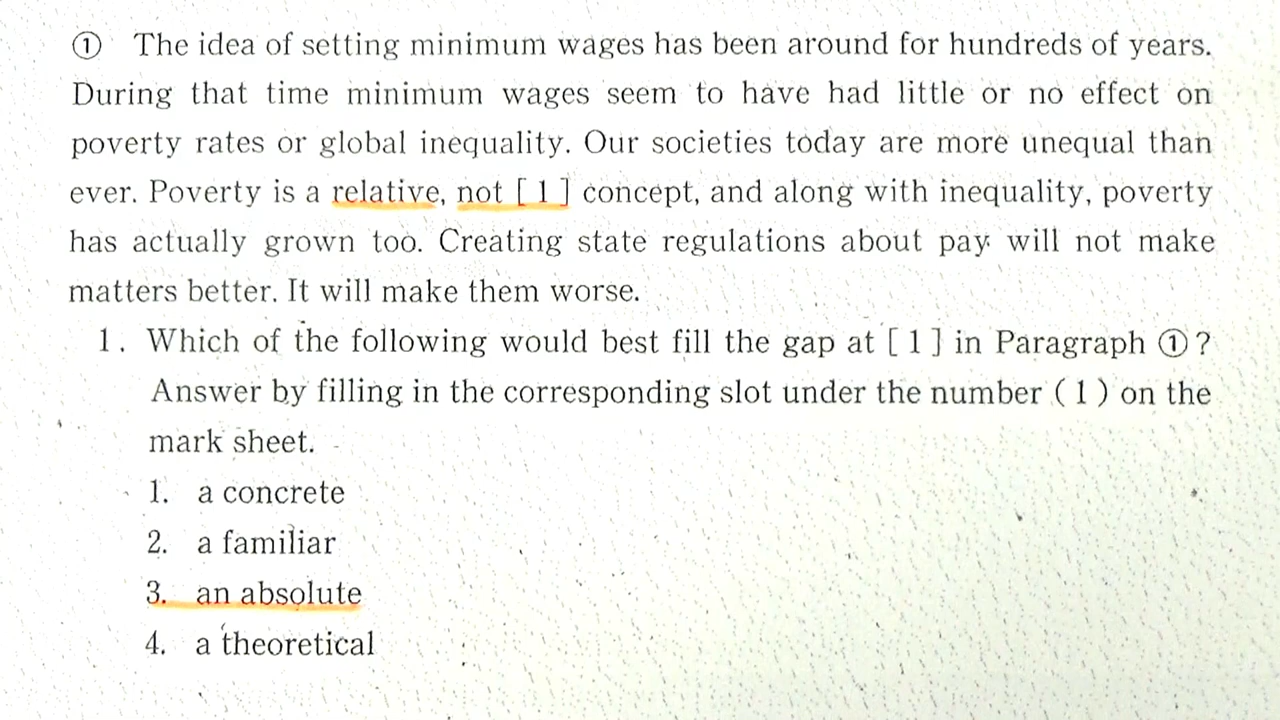 ① The idea of setting minimum wages has been around for hundreds of years.
During that time minimum wages seem to have had little or no effect on
poverty rates or global inequality. Our societies today are more unequal than
ever. Poverty is a relative, not [ 1 ] concept, and along with inequality, poverty
has actually grown too. Creating state regulations about pay will not make
matters better. It will make them worse.
1. Which of the following would best fill the gap at [ 1 ] in Paragraph ①?
Answer by filling in the corresponding slot under the number ( 1 ) on the
mark sheet.
1. a concrete
2. a familiar
3. an absolute
4. a theoretical